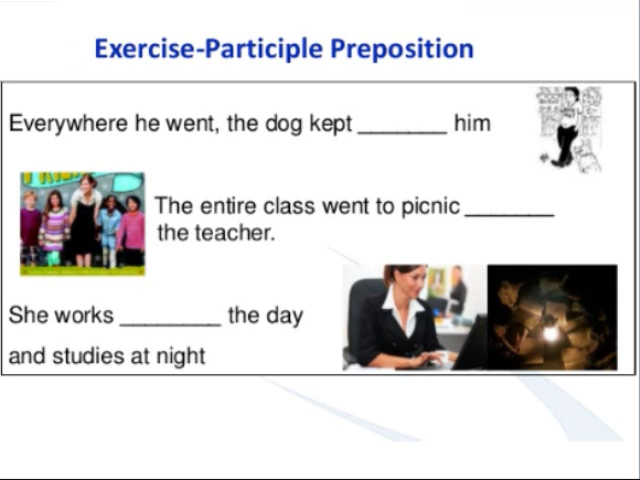 Exercise-Participle Preposition
Everywhere he went, the dog kept _______ him
The entire class went to picnic _______
the teacher.
She works ________ the day
and studies at night